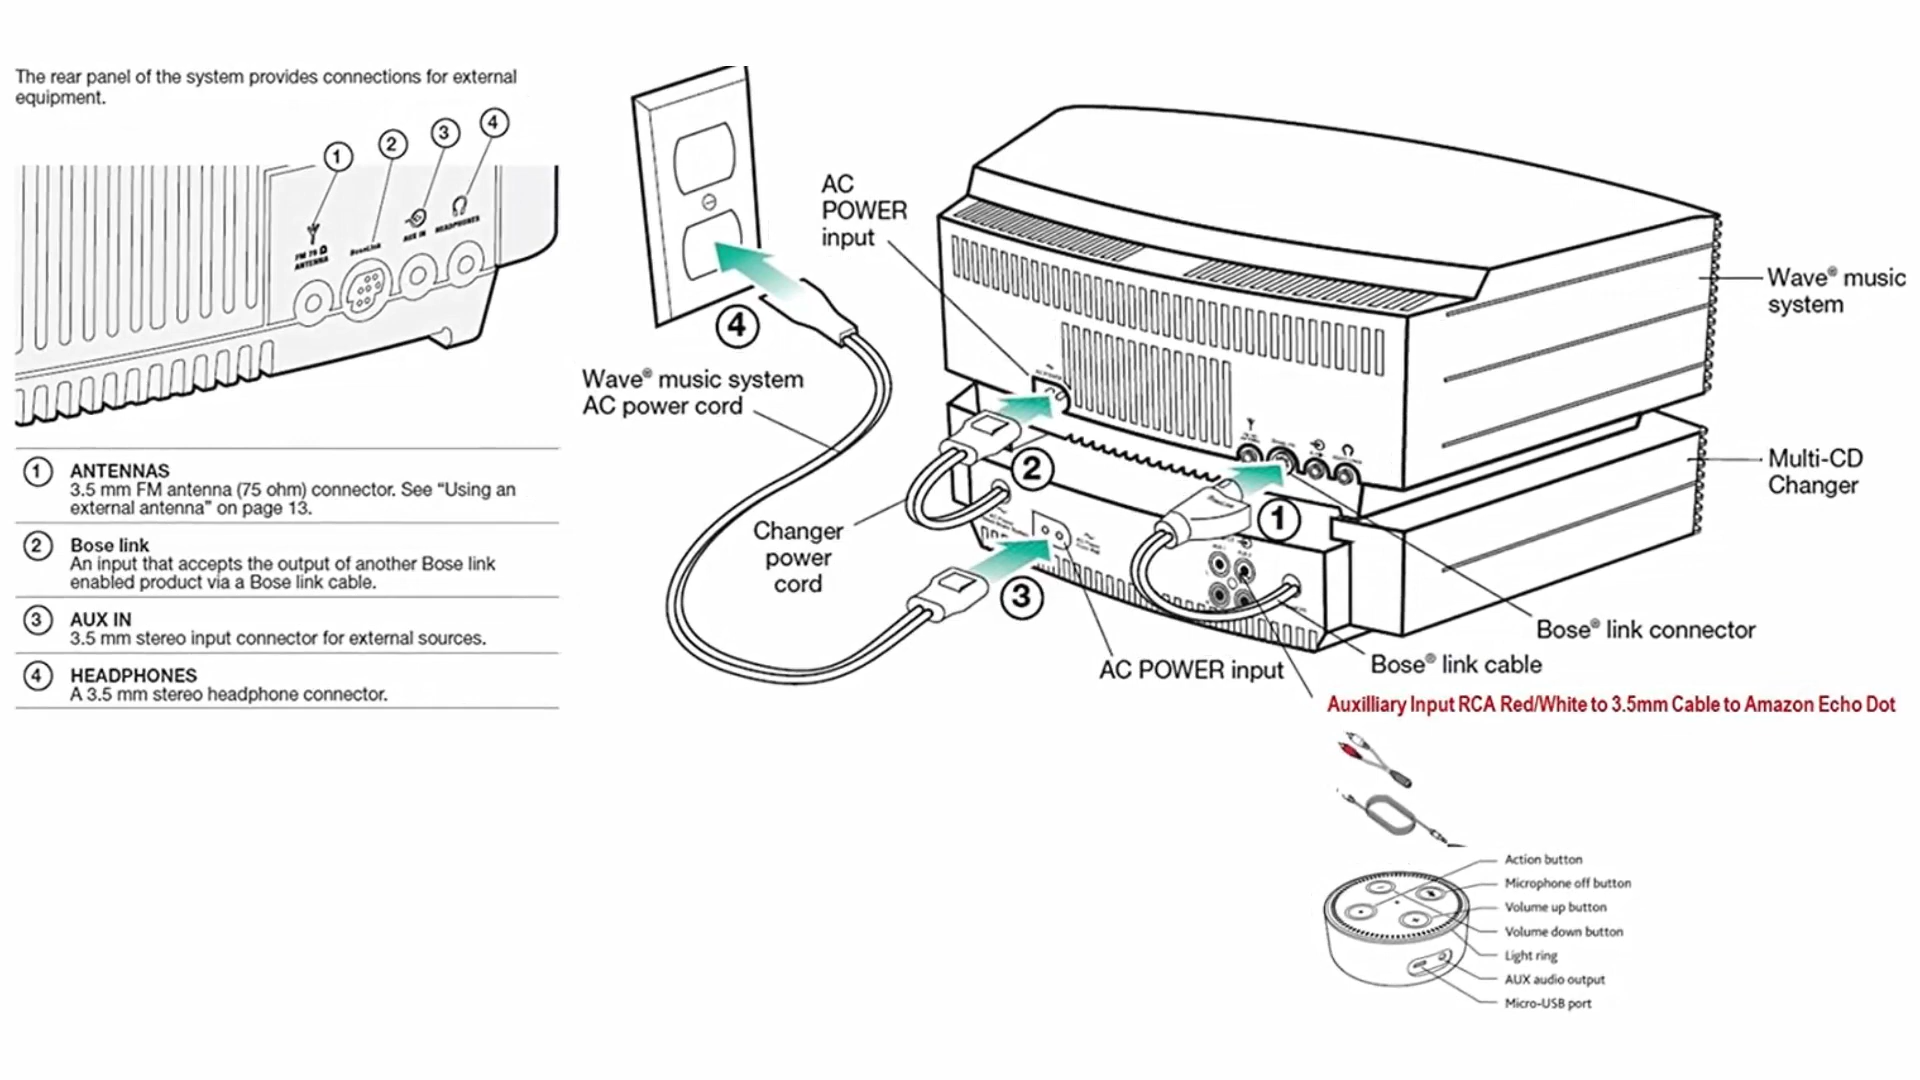 The rear panel of the system provides connections for external
equipment.
1
2
3
4
FM 75 Ω
ANTENNA
BoseLink
AUX IN
HEADPHONES
1 ANTENNAS
3.5 mm FM antenna (75 ohm) connector. See “Using an
external antenna” on page 13.
2 Bose link
An input that accepts the output of another Bose link
enabled product via a Bose link cable.
3 AUX IN
3.5 mm stereo input connector for external sources.
4 HEADPHONES
A 3.5 mm stereo headphone connector.
AC
POWER
input
4
Wave® music system
AC power cord
2
Changer
power
cord
3
1
AC POWER input
Wave® music
system
Multi-CD
Changer
Bose® link connector
Bose® link cable
Auxilliary Input RCA Red/White to 3.5mm Cable to Amazon Echo Dot
Action button
Microphone off button
Volume up button
Volume down button
Light ring
AUX audio output
Micro-USB port